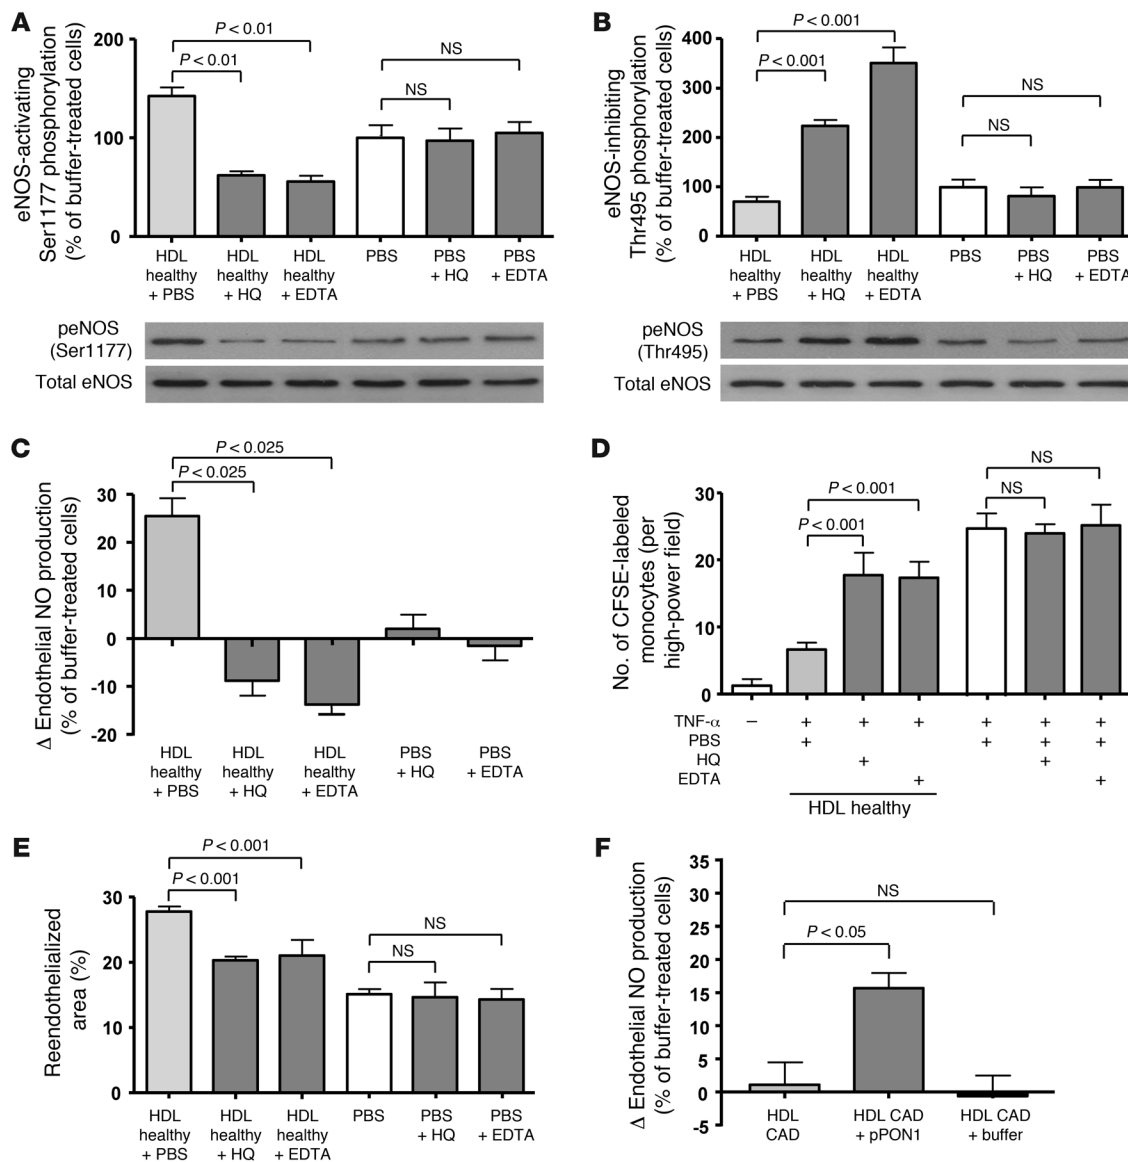 A
eNOS-activating
Ser1177 phosphorylation
(% of buffer-treated cells)
200
100
0
P < 0.01
P < 0.01
NS
NS
HDL healthy + PBS
HDL healthy + HQ
HDL healthy + EDTA
PBS
PBS + HQ
PBS + EDTA
peNOS
(Ser1177)
Total eNOS
B
eNOS-inhibiting
Thr495 phosphorylation
(% of buffer-treated cells)
400
300
200
100
0
P < 0.001
P < 0.001
NS
NS
HDL healthy + PBS
HDL healthy + HQ
HDL healthy + EDTA
PBS
PBS + HQ
PBS + EDTA
peNOS
(Thr495)
Total eNOS
C
Δ Endothelial NO production
(% of buffer-treated cells)
30
20
10
0
-10
-20
P < 0.025
P < 0.025
HDL healthy + PBS
HDL healthy + HQ
HDL healthy + EDTA
PBS + HQ
PBS + EDTA
D
No. of CFSE-labeled
monocytes (per
high-power field)
30
20
10
0
P < 0.001
P < 0.001
NS
NS
TNF-α − + + + + + +
PBS + + + +
HQ + +
EDTA + +
HDL healthy
E
Reendothelialized
area (%)
30
20
10
0
P < 0.001
P < 0.001
NS
NS
HDL healthy + PBS
HDL healthy + HQ
HDL healthy + EDTA
PBS
PBS + HQ
PBS + EDTA
F
Δ Endothelial NO production
(% of buffer-treated cells)
35
30
25
20
15
10
5
0
-5
NS
P < 0.05
HDL CAD
HDL CAD + pPON1
HDL CAD + buffer